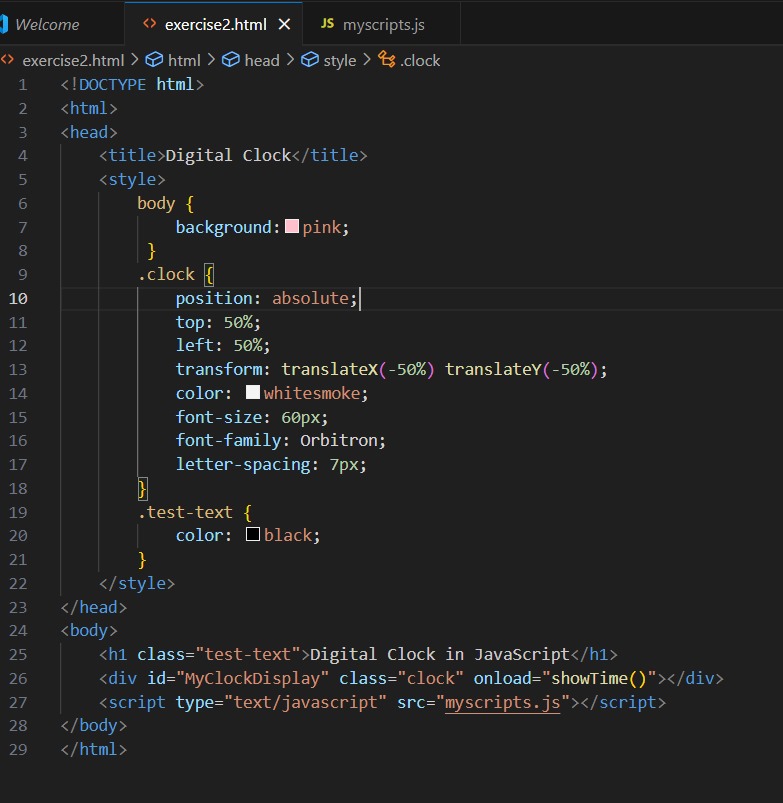 Welcome
<> exercise2.html ×
JS myscripts.js
<> exercise2.html > html > head > style > .clock
1 <!DOCTYPE html>
2 <html>
3 <head>
4     <title>Digital Clock</title>
5     <style>
6         body {
7             background: pink;
8          }
9         .clock {
10             position: absolute;
11             top: 50%;
12             left: 50%;
13             transform: translateX(-50%) translateY(-50%);
14             color: whitesmoke;
15             font-size: 60px;
16             font-family: Orbitron;
17             letter-spacing: 7px;
18         }
19         .test-text {
20             color: black;
21         }
22     </style>
23 </head>
24 <body>
25     <h1 class="test-text">Digital Clock in JavaScript</h1>
26     <div id="MyClockDisplay" class="clock" onload="showTime()"></div>
27     <script type="text/javascript" src="myscripts.js"></script>
28 </body>
29 </html>